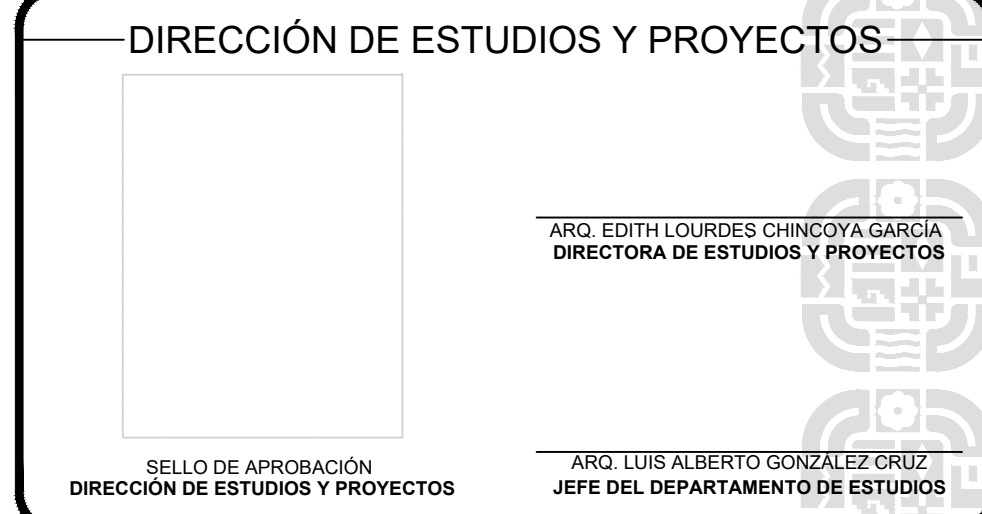 DIRECCIÓN DE ESTUDIOS Y PROYECTOS
ARQ. EDITH LOURDES CHINCOYA GARCÍA
DIRECTORA DE ESTUDIOS Y PROYECTOS
SELLO DE APROBACIÓN
DIRECCIÓN DE ESTUDIOS Y PROYECTOS
ARQ. LUIS ALBERTO GONZÁLEZ CRUZ
JEFE DEL DEPARTAMENTO DE ESTUDIOS